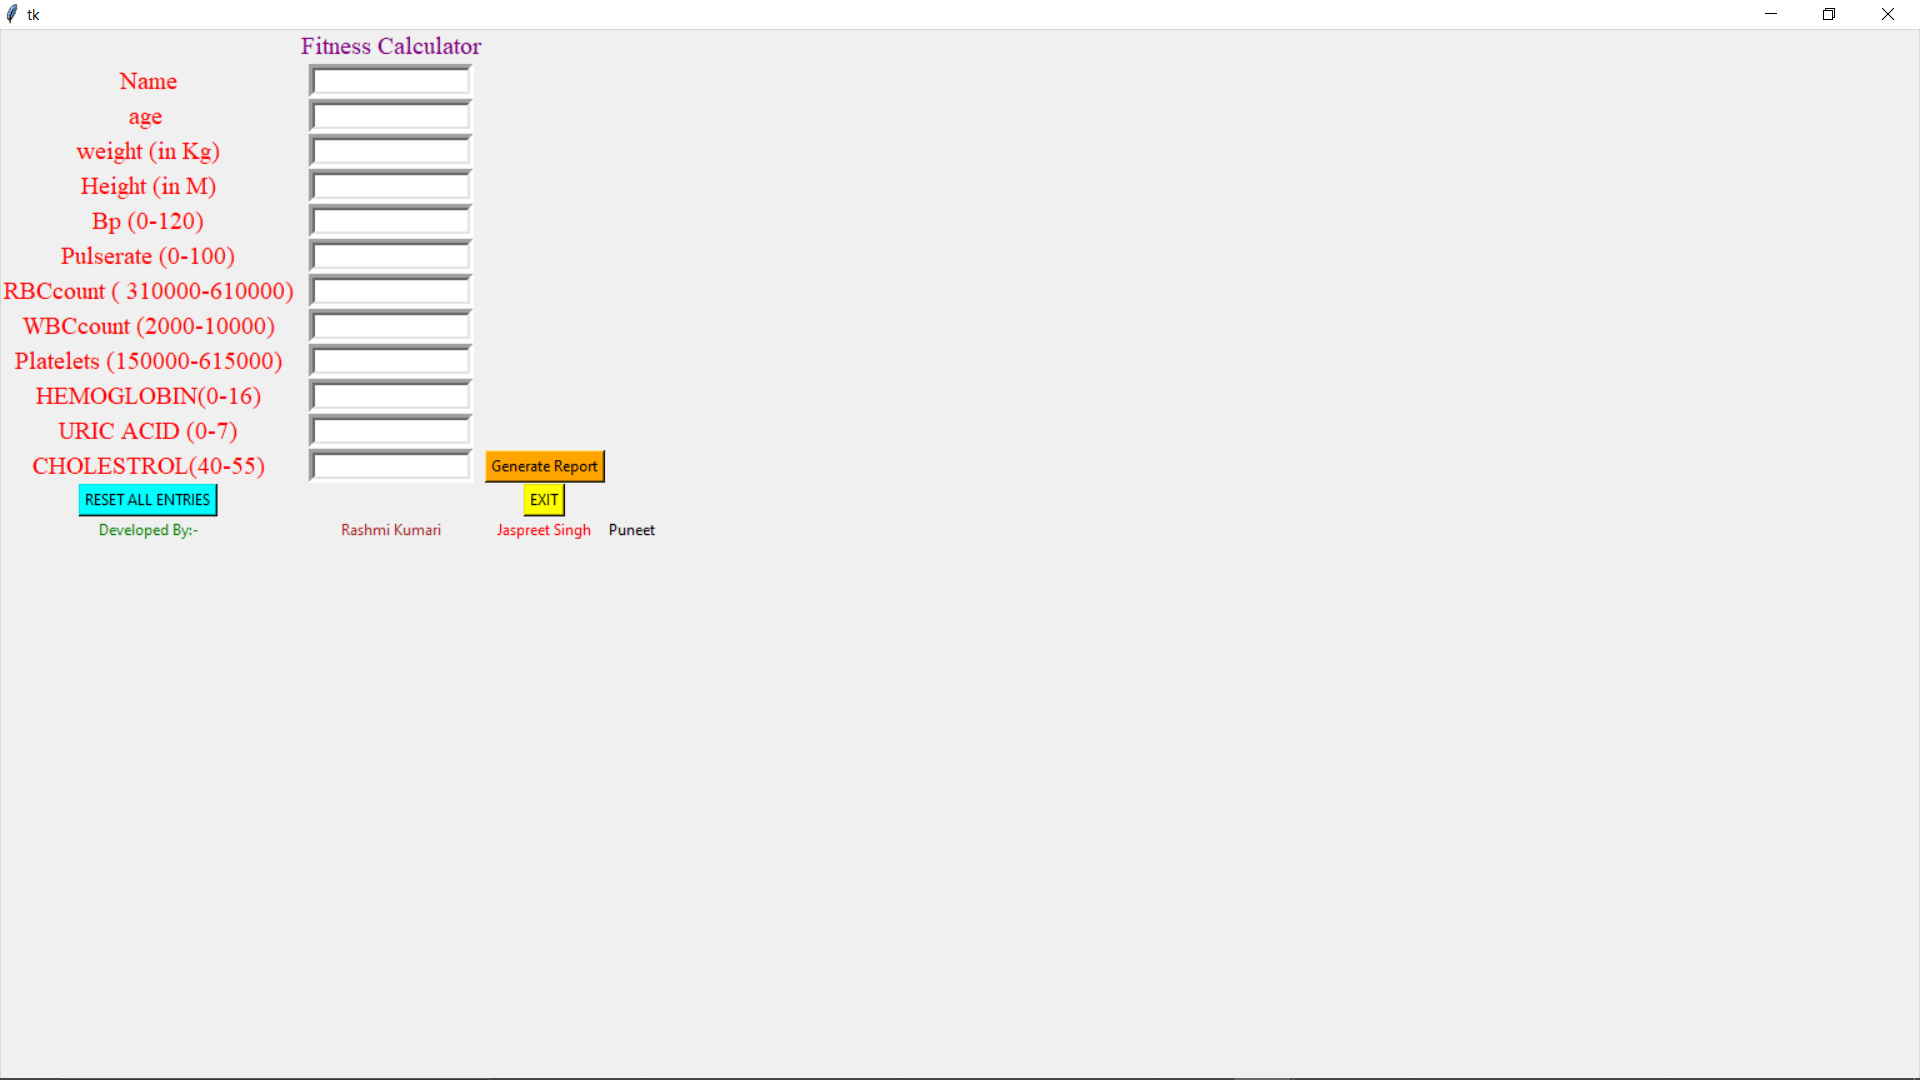 tk
Fitness Calculator
Name
age
weight (in Kg)
Height (in M)
Bp (0-120)
Pulserate (0-100)
RBCcount ( 310000-610000)
WBCcount (2000-10000)
Platelets (150000-615000)
HEMOGLOBIN(0-16)
URIC ACID (0-7)
CHOLESTROL(40-55) Generate Report
RESET ALL ENTRIES EXIT
Developed By:- Rashmi Kumari Jaspreet Singh Puneet